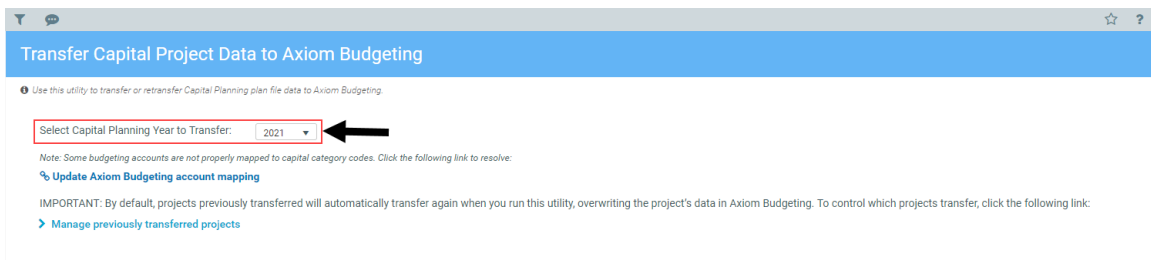 ?
Transfer Capital Project Data to Axiom Budgeting
Use this utility to transfer or retransfer Capital Planning plan file data to Axiom Budgeting.
Select Capital Planning Year to Transfer: 2021
Note: Some budgeting accounts are not properly mapped to capital category codes. Click the following link to resolve:
Update Axiom Budgeting account mapping
IMPORTANT: By default, projects previously transferred will automatically transfer again when you run this utility, overwriting the project's data in Axiom Budgeting. To control which projects transfer, click the following link:
Manage previously transferred projects